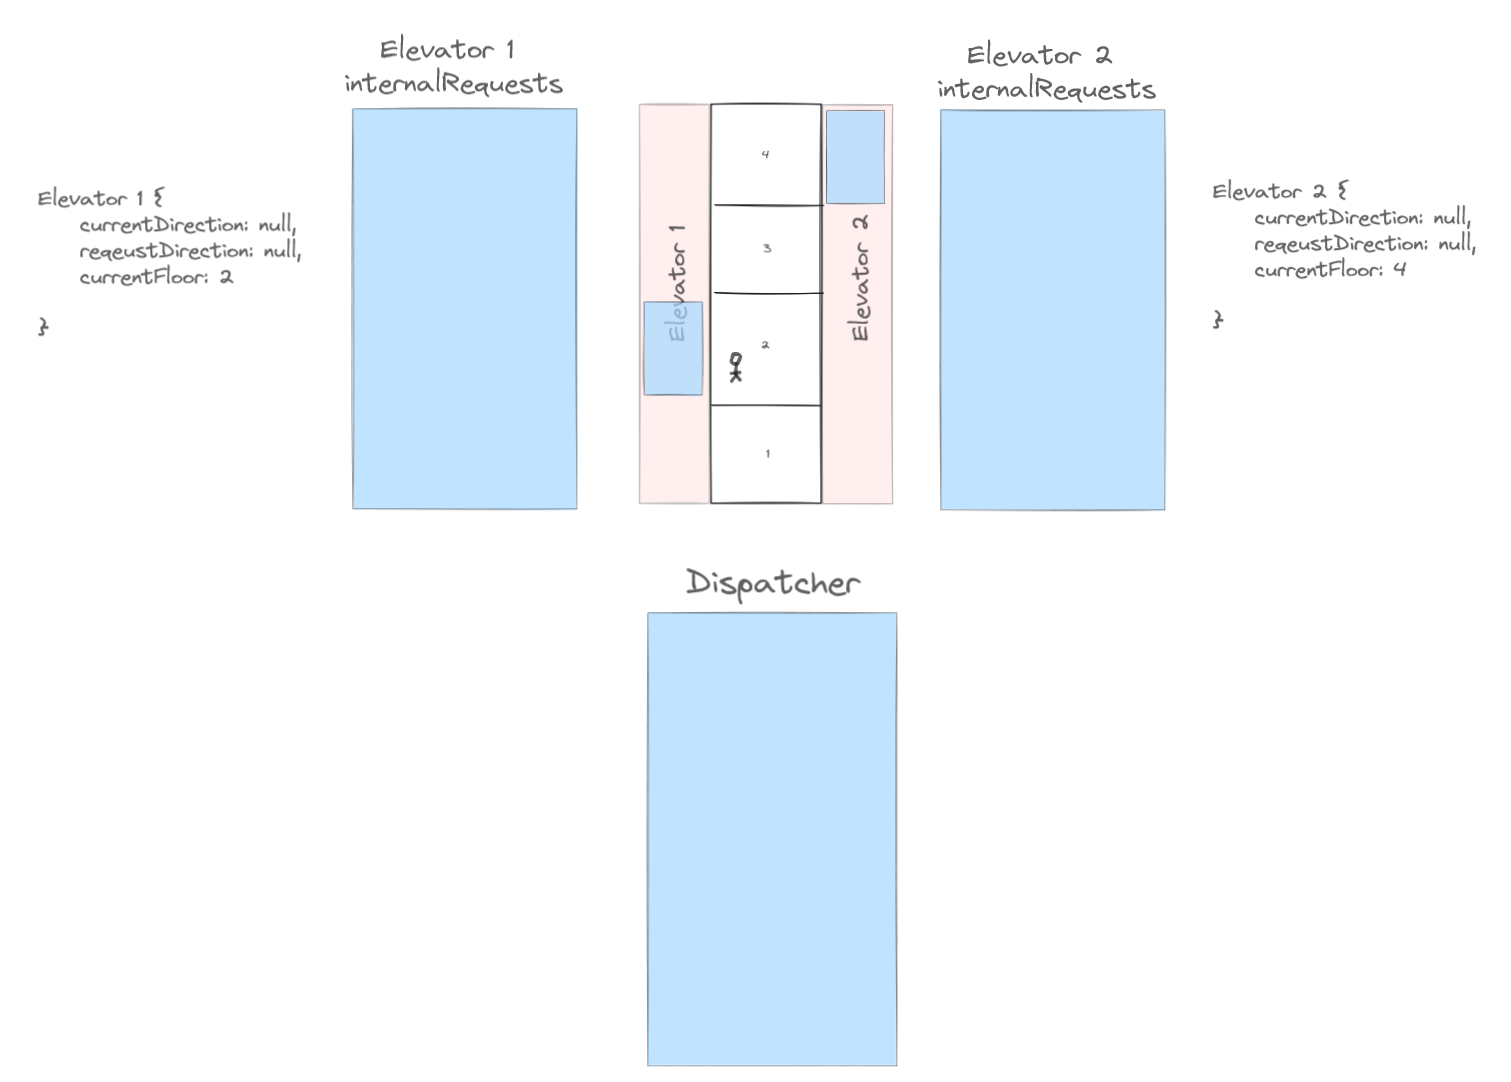 Elevator 1
internalRequests
Elevator 2
internalRequests
Elevator 1 {
currentDirection: null,
reqeustDirection: null,
currentFloor: 2
}
Elevator 1
4
3
2
1
Elevator 2
Elevator 2 {
currentDirection: null,
reqeustDirection: null,
currentFloor: 4
}
Dispatcher